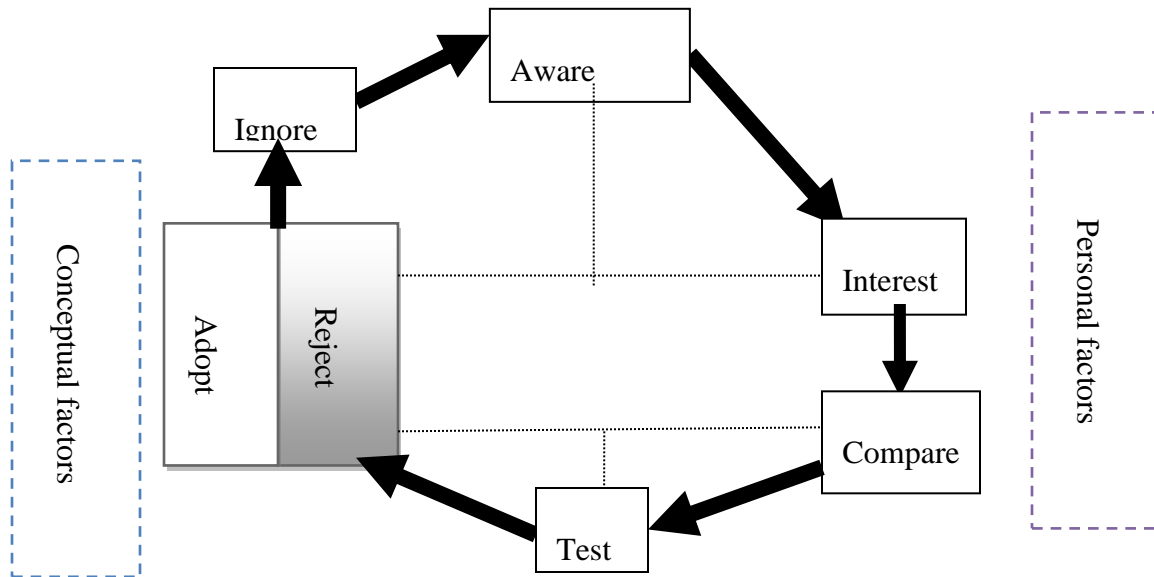 Aware
Ignore
Interest
Compare
Test
Reject
Adopt
Conceptual factors
Personal factors